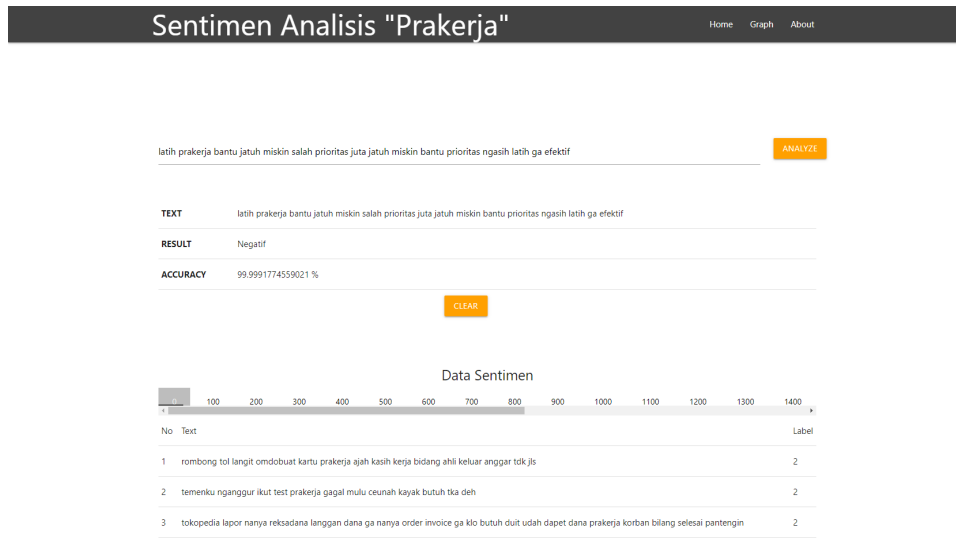 Sentimen Analisis "Prakerja"
Home Graph About
latih prakerja bantu jatuh miskin salah prioritas juta jatuh miskin bantu prioritas ngasih latih ga efektif
ANALYZE
TEXT latih prakerja bantu jatuh miskin salah prioritas juta jatuh miskin bantu prioritas ngasih latih ga efektif
RESULT Negatif
ACCURACY 99.9991774559021 %
CLEAR
Data Sentimen
0 100 200 300 400 500 600 700 800 900 1000 1100 1200 1300 1400
No Text Label
1 rombong tol langit omdobuat kartu prakerja ajah kasih kerja bidang ahli keluar anggar tdk jls 2
2 temenku nganggur ikut test prakerja gagal mulu ceunah kayak butuh tka deh 2
3 tokopedia lapor nanya reksadana langgan dana ga nanya order invoice ga klo butuh duit udah dapet dana prakerja korban bilang selesai pantengin 2